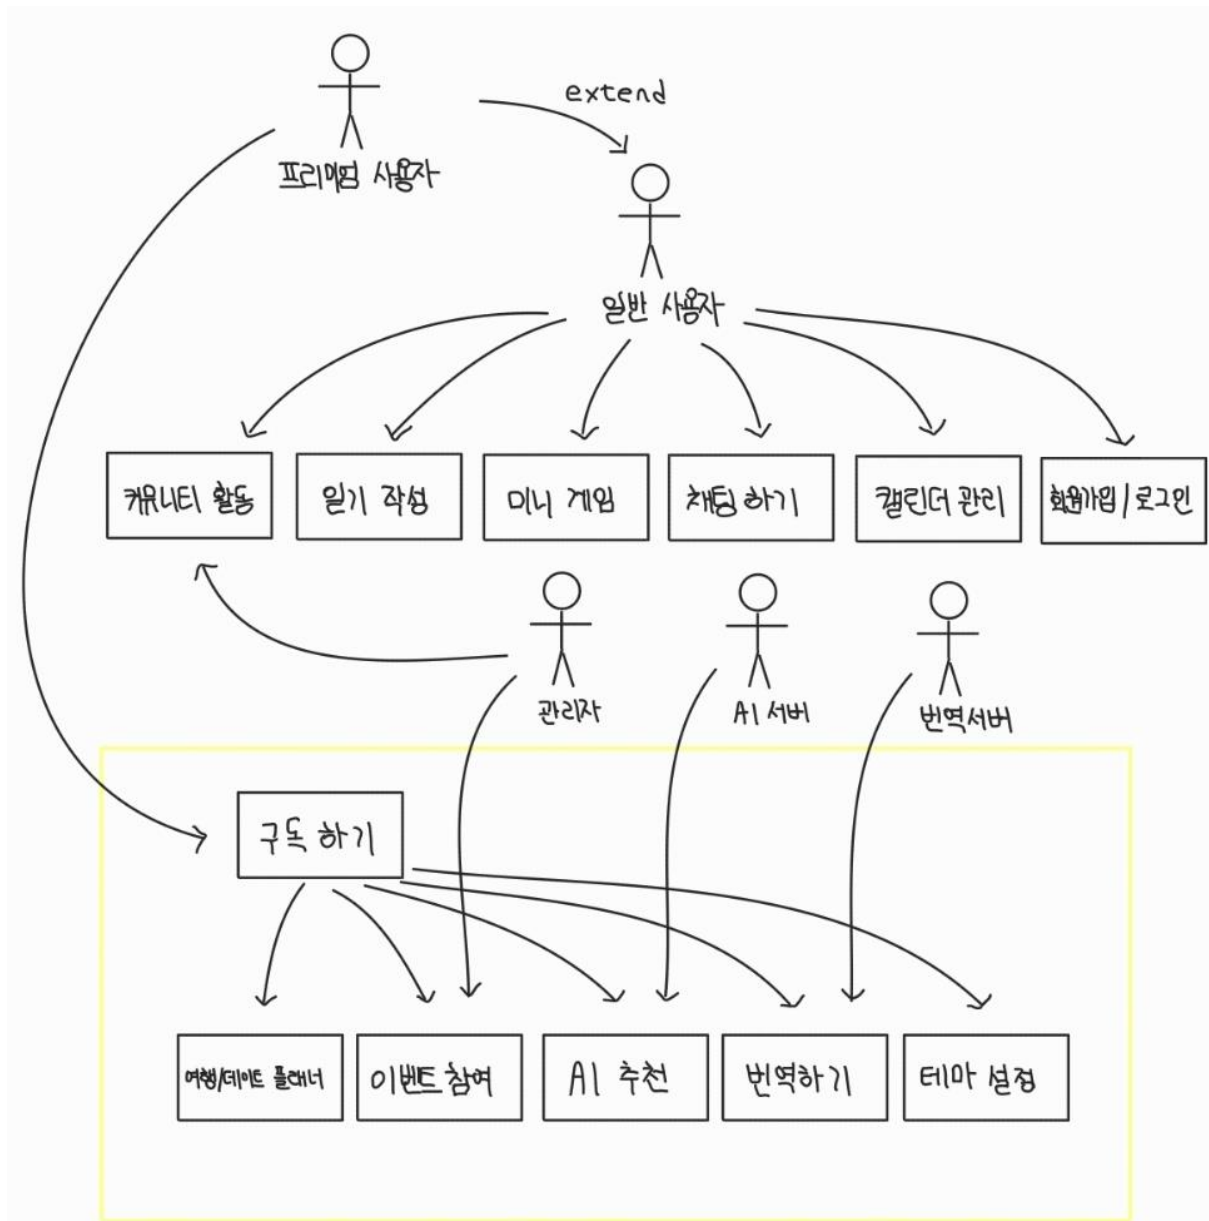 extend
프리미엄 사용자
일반 사용자
커뮤니티 활동
일기 작성
미니 게임
채팅 하기
캘린더 관리
회원가입 / 로그인
관리자
AI 서버
번역서버
구독 하기
여행/데이트 플래너
이벤트 참여
AI 추천
번역하기
테마 설정